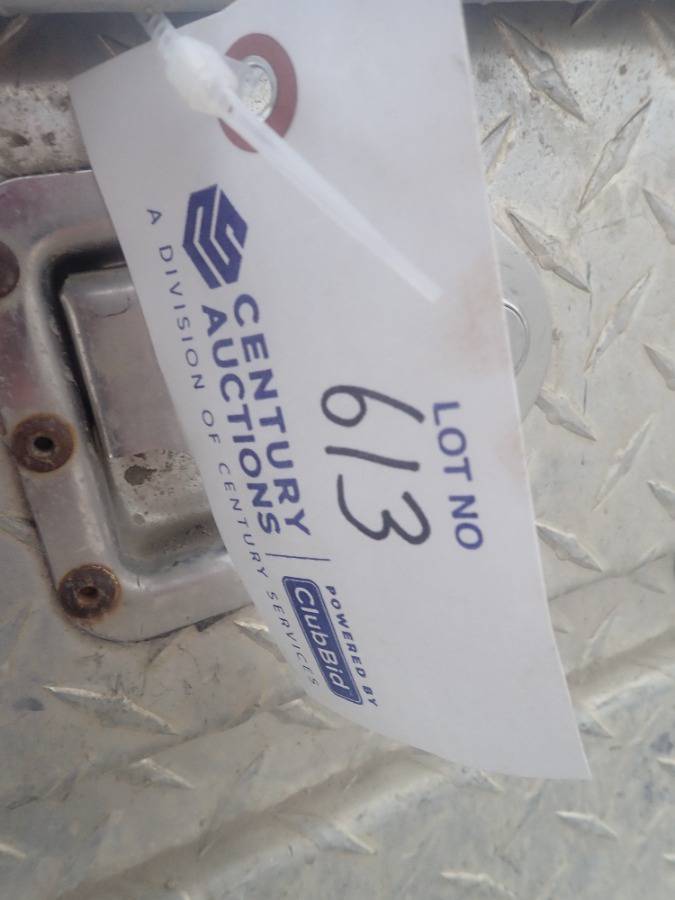 LOT NO
613
CENTURY
AUCTIONS
POWERED BY
ClubBid
A DIVISION OF CENTURY SERVICES